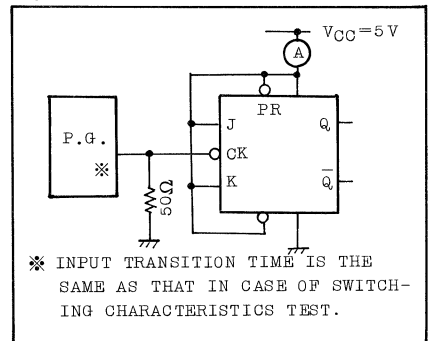 V_CC=5V
A
PR
J
Q
P.G.
※
CK
K
Q̅
50Ω
※ INPUT TRANSITION TIME IS THE
SAME AS THAT IN CASE OF SWITCH-
ING CHARACTERISTICS TEST.